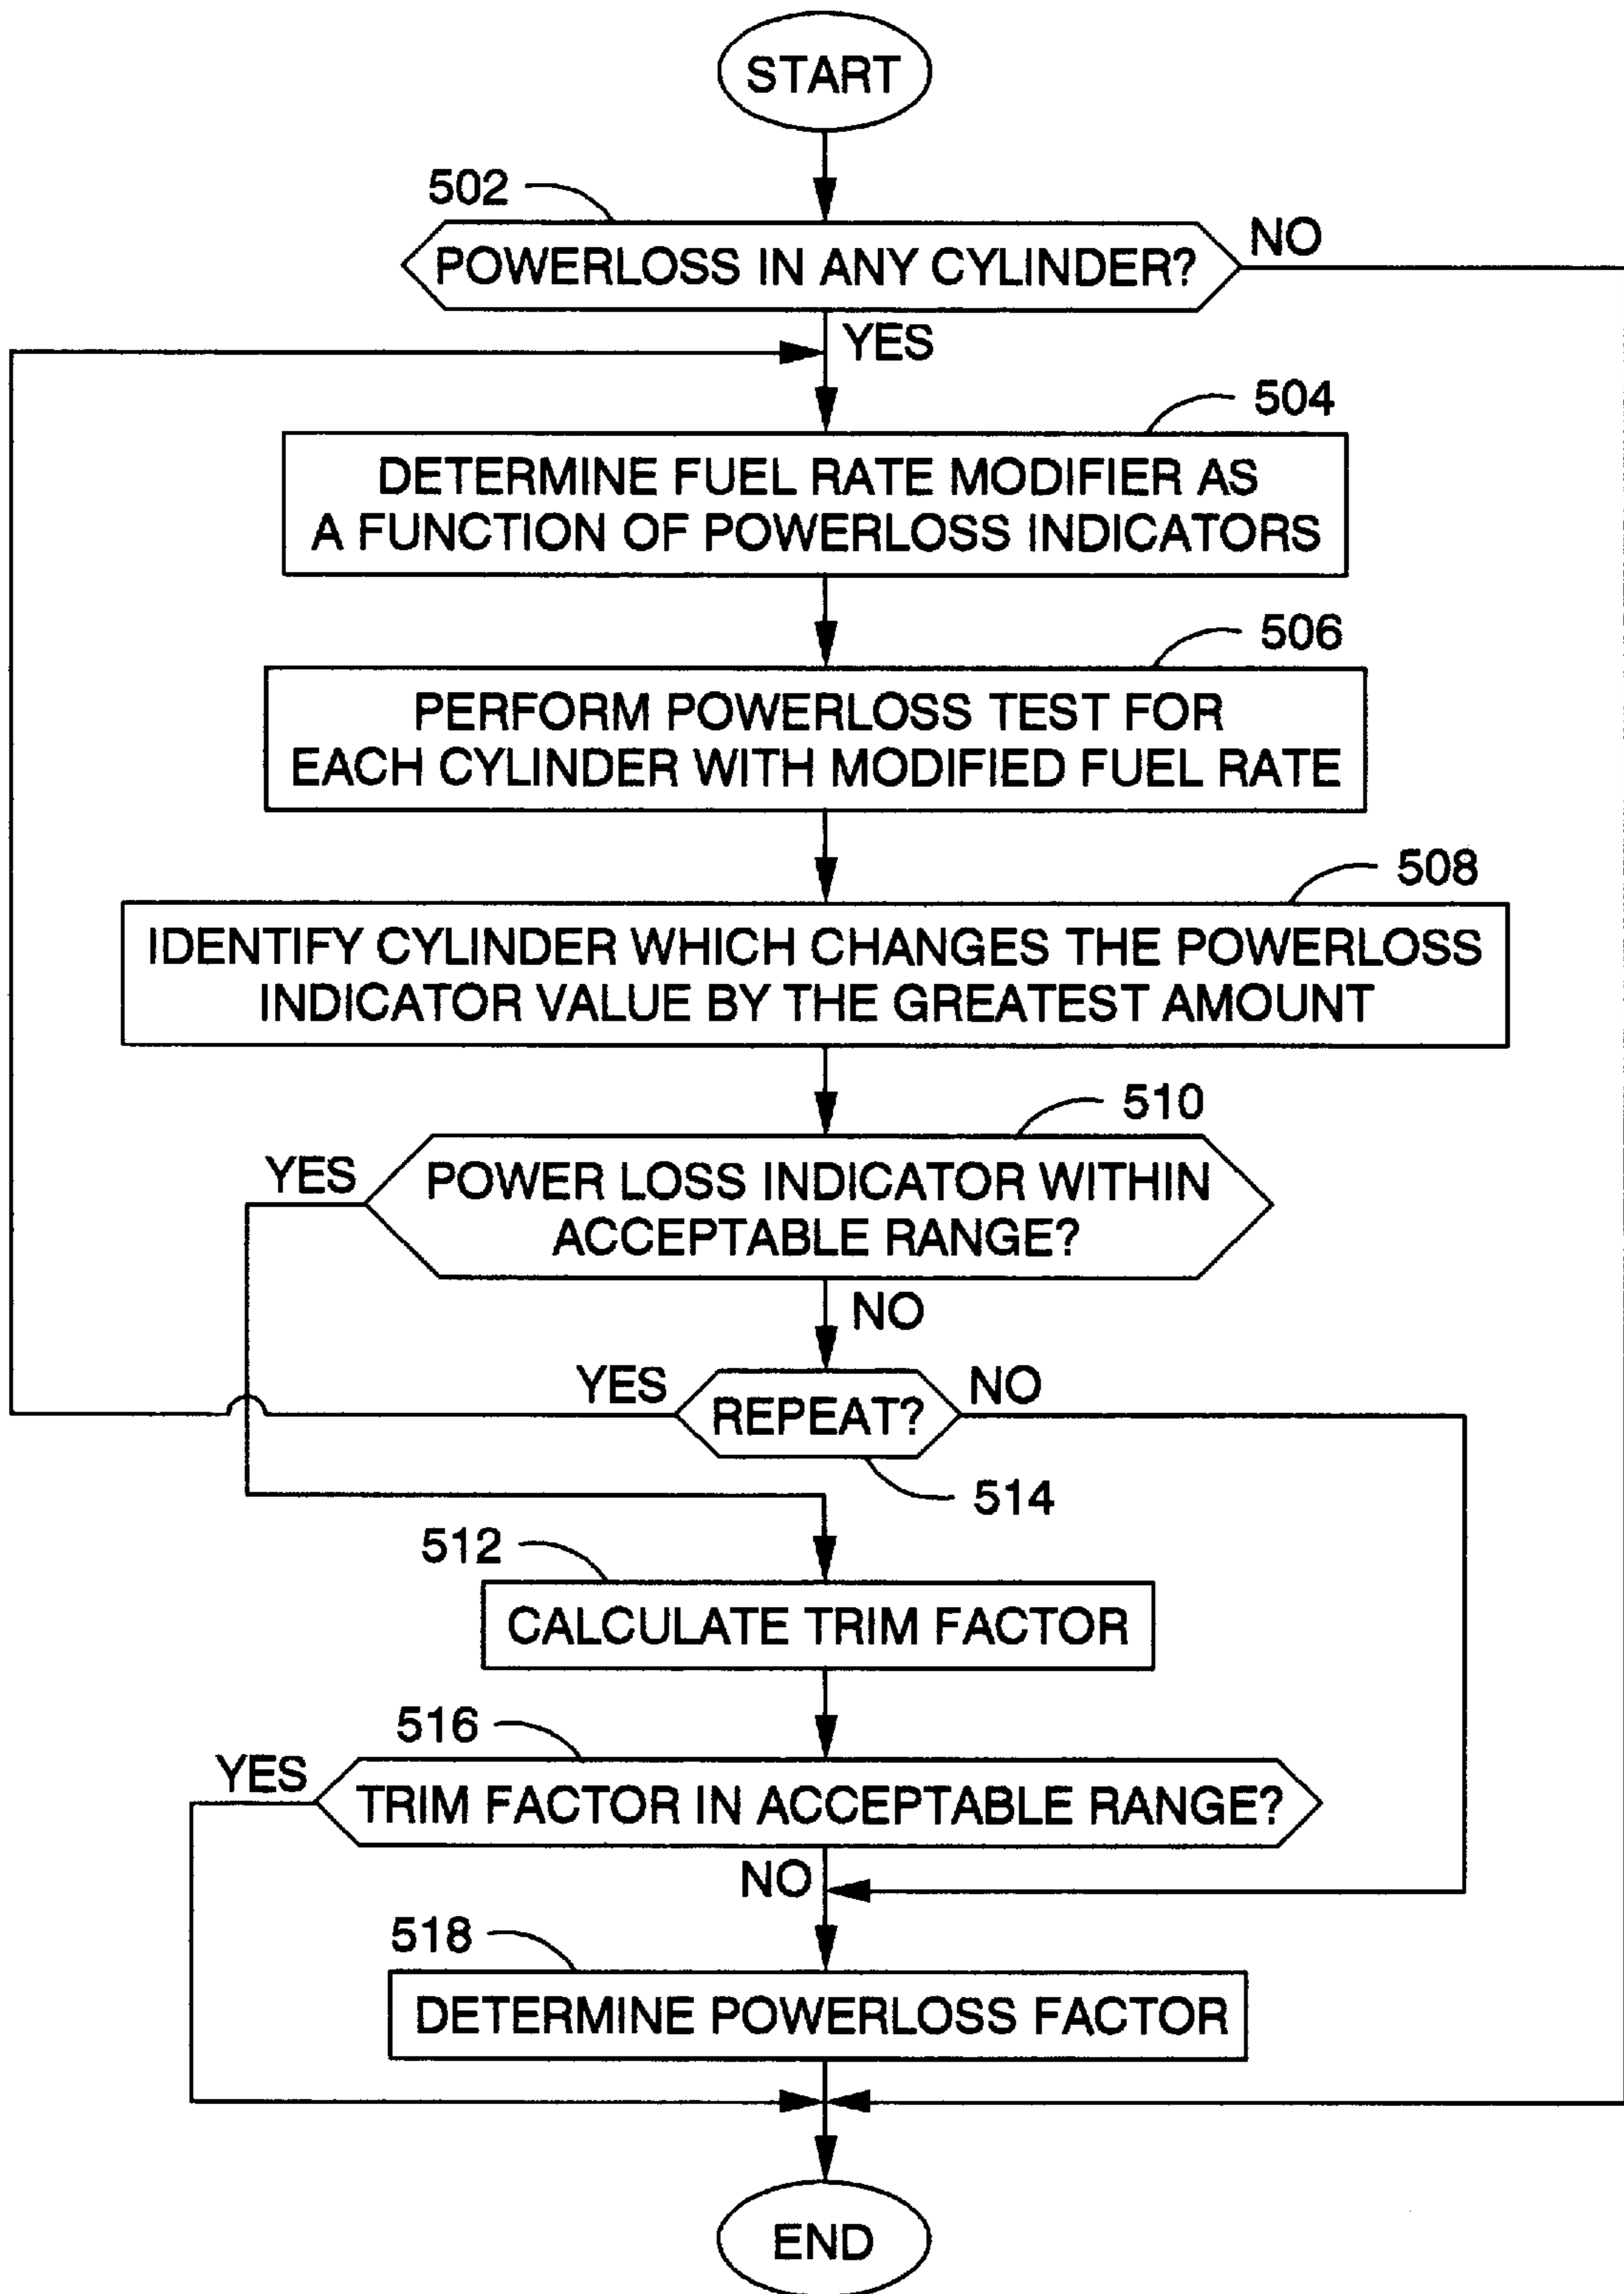 START
502
POWERLOSS IN ANY CYLINDER?
NO
YES
504
DETERMINE FUEL RATE MODIFIER AS
A FUNCTION OF POWERLOSS INDICATORS
506
PERFORM POWERLOSS TEST FOR
EACH CYLINDER WITH MODIFIED FUEL RATE
508
IDENTIFY CYLINDER WHICH CHANGES THE POWERLOSS
INDICATOR VALUE BY THE GREATEST AMOUNT
510
YES
POWER LOSS INDICATOR WITHIN
ACCEPTABLE RANGE?
NO
YES
REPEAT?
NO
514
512
CALCULATE TRIM FACTOR
516
YES
TRIM FACTOR IN ACCEPTABLE RANGE?
NO
518
DETERMINE POWERLOSS FACTOR
END